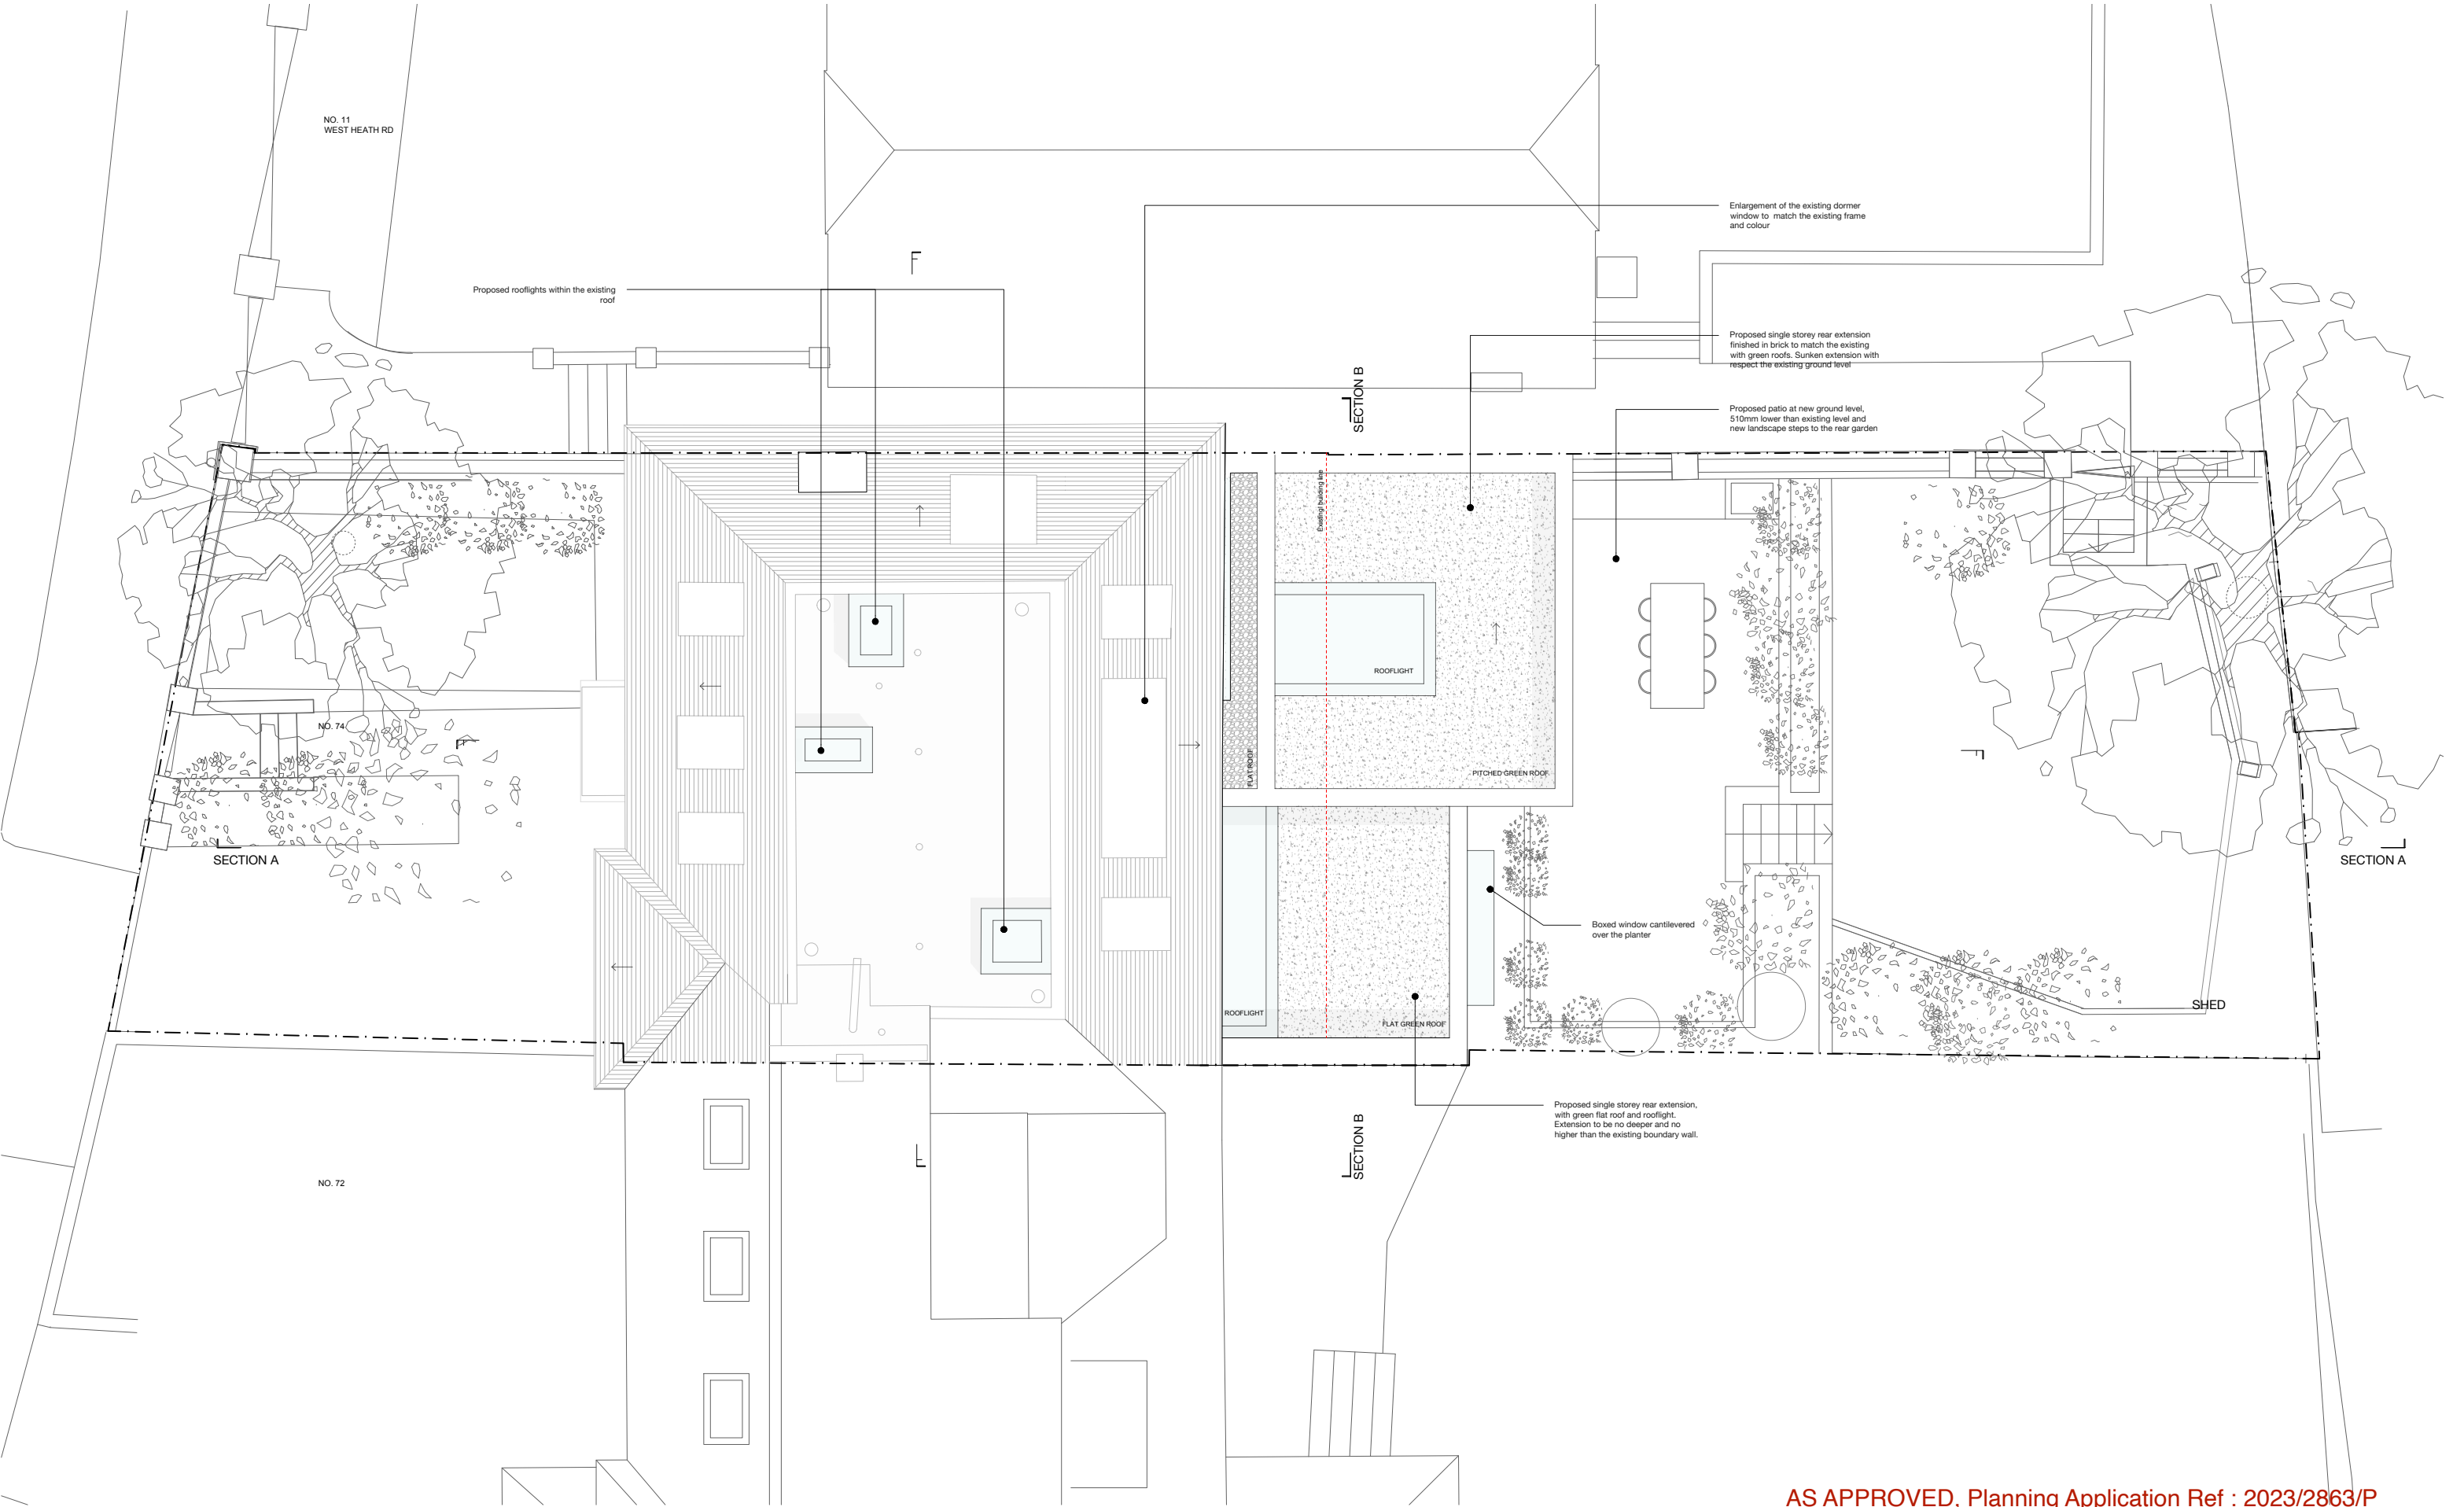 NO. 11
WEST HEATH RD
Enlargement of the existing dormer
window to match the existing frame
and colour
Proposed rooflights within the existing
roof
Proposed single storey rear extension
finished in brick to match the existing
with green roofs. Sunken extension with
respect the existing ground level
SECTION B
Proposed patio at new ground level,
510mm lower than existing level and
new landscape steps to the rear garden
Existing building line
ROOFLIGHT
NO. 74
FLAT ROOF
PITCHED GREEN ROOF
SECTION A
SECTION A
Boxed window cantilevered
over the planter
SHED
ROOFLIGHT
FLAT GREEN ROOF
Proposed single storey rear extension,
with green flat roof and rooflight.
Extension to be no deeper and no
higher than the existing boundary wall.
SECTION B
NO. 72
AS APPROVED. Planning Application Ref : 2023/2863/P